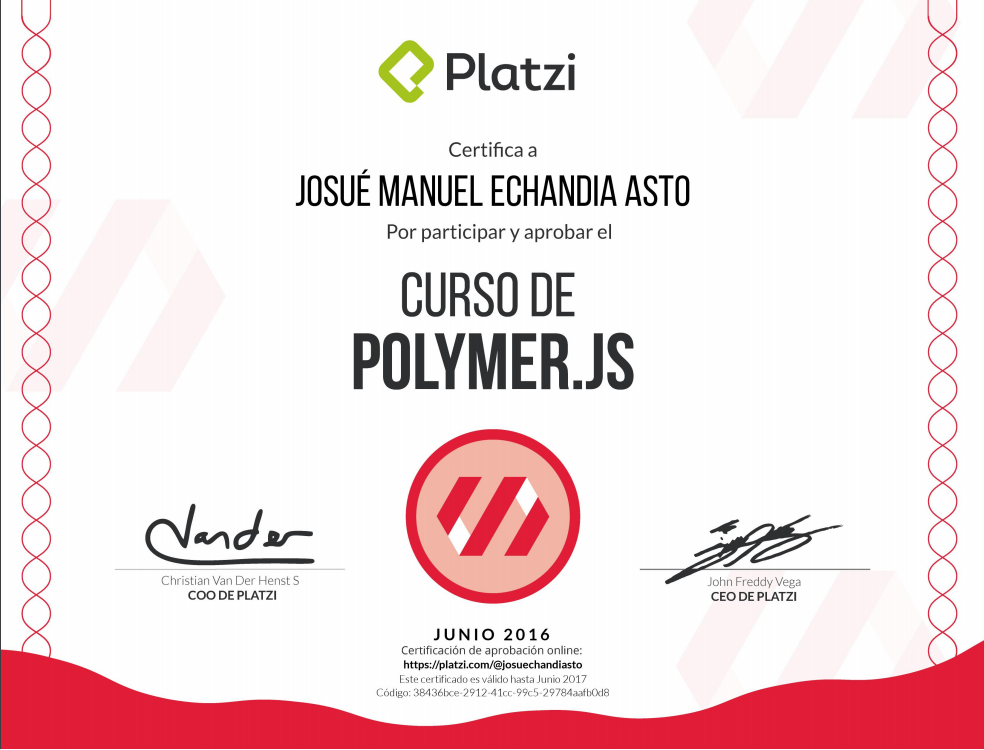 Platzi
Certifica a
JOSUÉ MANUEL ECHANDIA ASTO
Por participar y aprobar el
CURSO DE
POLYMER.JS
Vander
Christian Van Der Henst S
COO DE PLATZI
John Freddy Vega
CEO DE PLATZI
JUNIO 2016
Certificación de aprobación online:
https://platzi.com/@josuechandiasto
Este certificado es válido hasta Junio 2017
Código: 38436bce-2912-41cc-99c5-29784aafb0d8